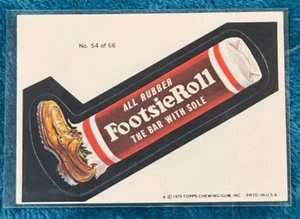 No. 54 of 66
ALL RUBBER
FootsieRoll
THE BAR WITH SOLE
© 1979 TOPPS CHEWING GUM, INC. PRTD. IN U.S.A.